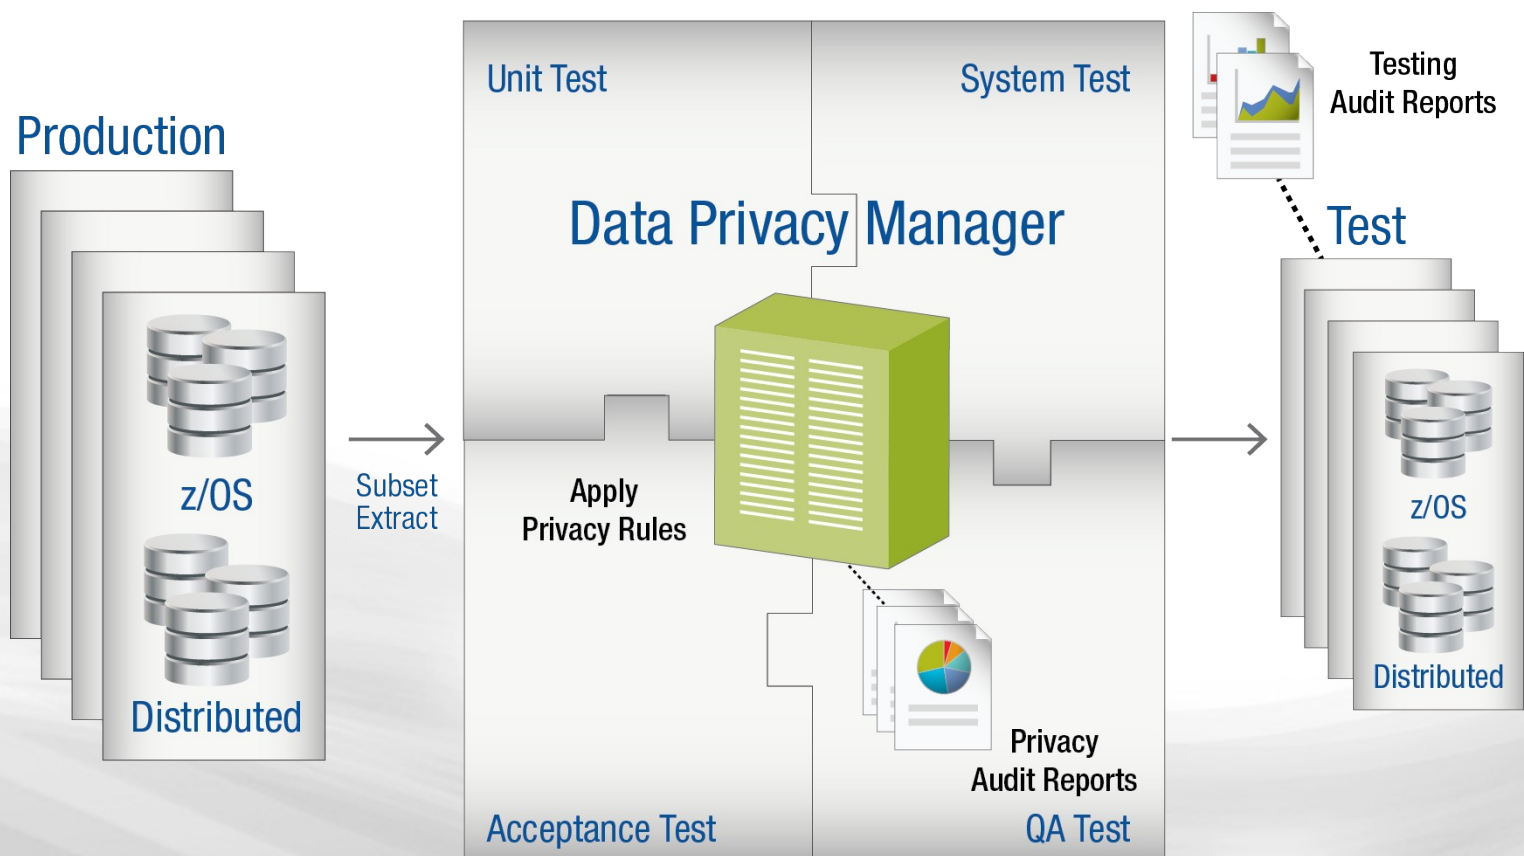 Production
z/OS
Distributed
Subset
Extract
Unit Test
System Test
Data Privacy Manager
Apply
Privacy Rules
Privacy
Audit Reports
Acceptance Test
QA Test
Testing
Audit Reports
Test
z/OS
Distributed